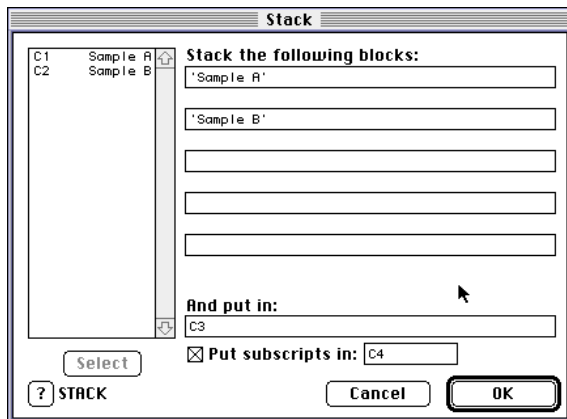 Stack
C1 Sample A
C2 Sample B
Stack the following blocks:
'Sample A'
'Sample B'
And put in:
C3
Put subscripts in: C4
Select
? STACK
Cancel
OK